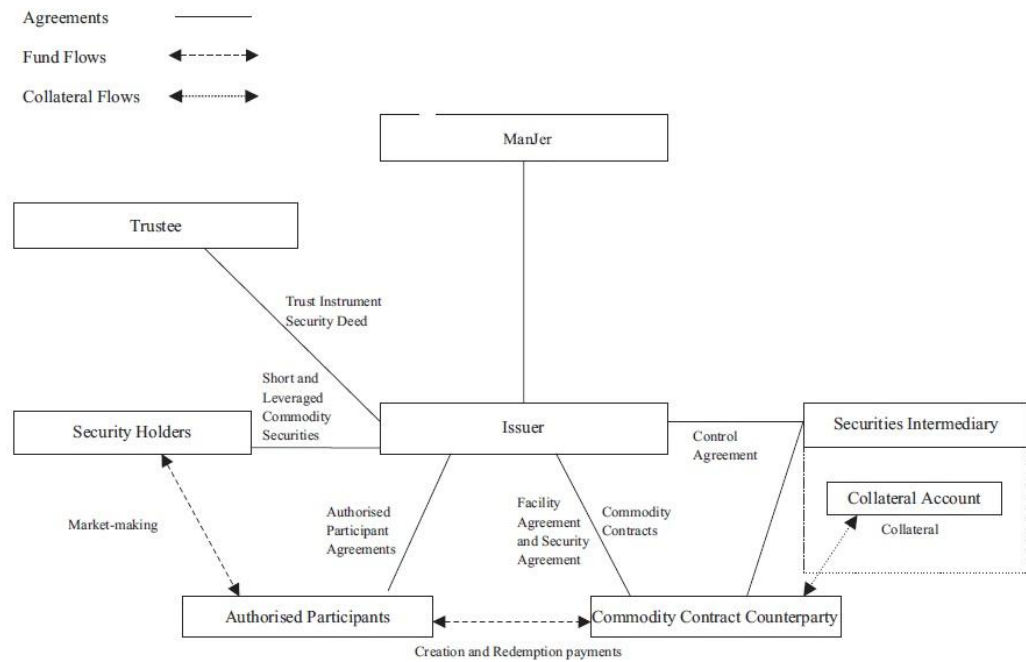 Agreements
Fund Flows
Collateral Flows
ManJer
Trustee
Trust Instrument
Security Deed
Short and
Leveraged
Commodity
Securities
Security Holders
Issuer
Control
Agreement
Securities Intermediary
Collateral Account
Collateral
Market-making
Authorised
Participant
Agreements
Facility
Agreement
and Security
Agreement
Commodity
Contracts
Authorised Participants
Commodity Contract Counterparty
Creation and Redemption payments